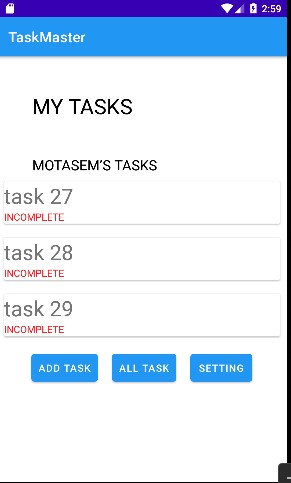 2:59
TaskMaster
MY TASKS
MOTASEM'S TASKS
task 27
INCOMPLETE
task 28
INCOMPLETE
task 29
INCOMPLETE
ADD TASK ALL TASK SETTING